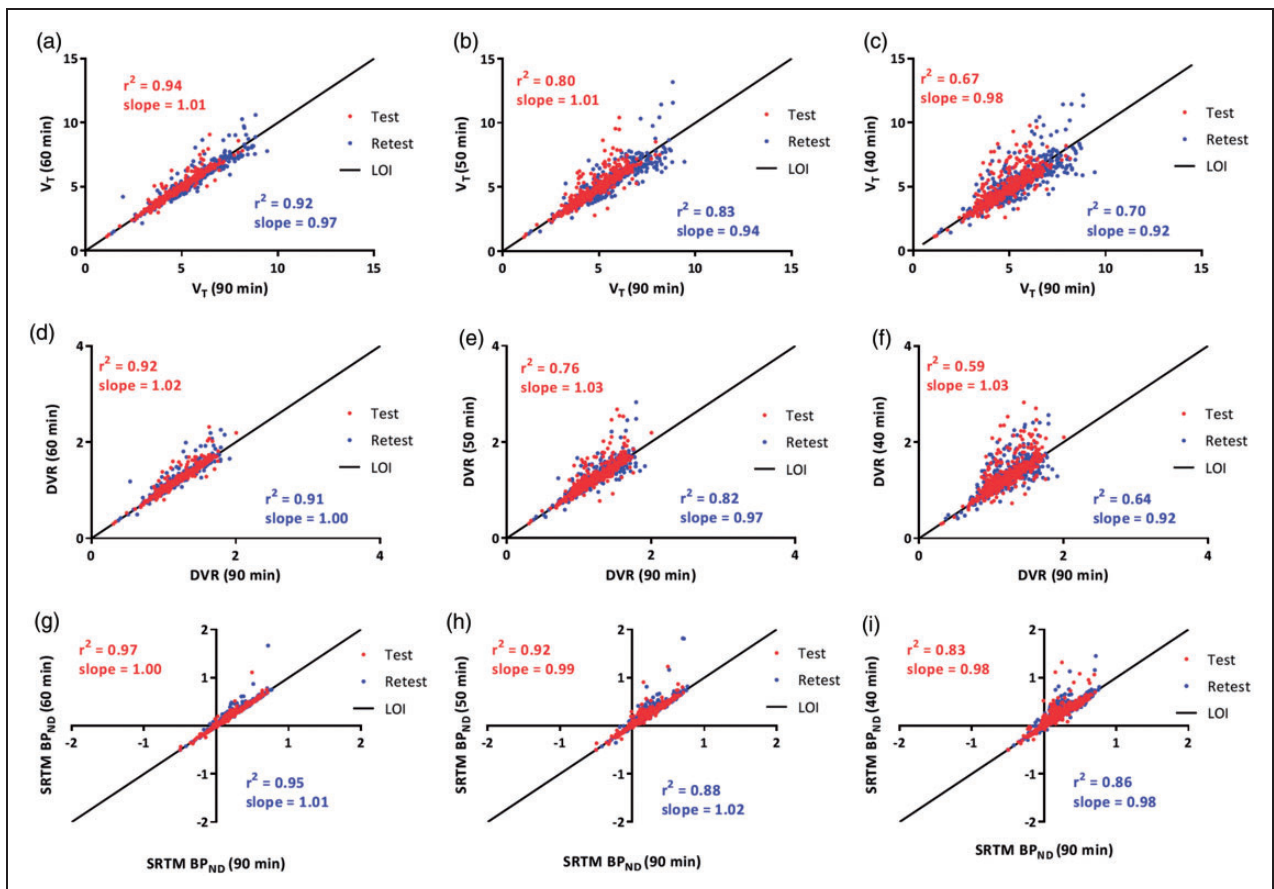 (a)
15
10
5
0
0
5
10
15
r² = 0.94
slope = 1.01
Test
Retest
LOI
r² = 0.92
slope = 0.97
V_T (60 min)
V_T (90 min)
(b)
15
10
5
0
0
5
10
15
r² = 0.80
slope = 1.01
Test
Retest
LOI
r² = 0.83
slope = 0.94
V_T (50 min)
V_T (90 min)
(c)
15
10
5
0
0
5
10
15
r² = 0.67
slope = 0.98
Test
Retest
LOI
r² = 0.70
slope = 0.92
V_T (40 min)
V_T (90 min)
(d)
4
2
0
0
2
4
r² = 0.92
slope = 1.02
Test
Retest
LOI
r² = 0.91
slope = 1.00
DVR (60 min)
DVR (90 min)
(e)
4
2
0
0
2
4
r² = 0.76
slope = 1.03
Test
Retest
LOI
r² = 0.82
slope = 0.97
DVR (50 min)
DVR (90 min)
(f)
4
2
0
0
2
4
r² = 0.59
slope = 1.03
Test
Retest
LOI
r² = 0.64
slope = 0.92
DVR (40 min)
DVR (90 min)
(g)
2
1
-1
-2
-2
-1
1
2
r² = 0.97
slope = 1.00
Test
Retest
LOI
r² = 0.95
slope = 1.01
SRTM BP_ND (60 min)
SRTM BP_ND (90 min)
(h)
2
1
-1
-2
-2
-1
1
2
r² = 0.92
slope = 0.99
Test
Retest
LOI
r² = 0.88
slope = 1.02
SRTM BP_ND (50 min)
SRTM BP_ND (90 min)
(i)
2
1
-1
-2
-2
-1
1
2
r² = 0.83
slope = 0.98
Test
Retest
LOI
r² = 0.86
slope = 0.98
SRTM BP_ND (40 min)
SRTM BP_ND (90 min)